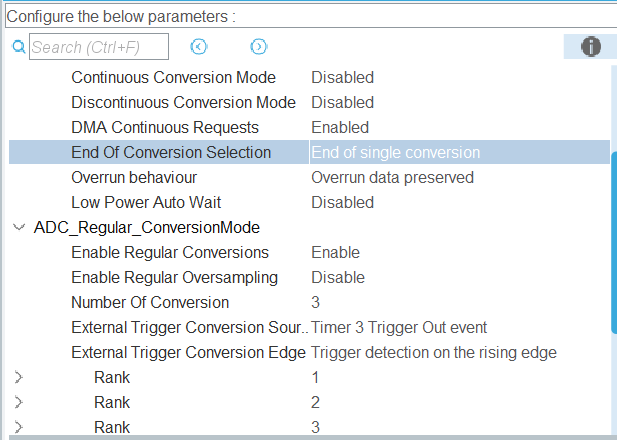 Configure the below parameters :
Search (Ctrl+F)
Continuous Conversion Mode Disabled
Discontinuous Conversion Mode Disabled
DMA Continuous Requests Enabled
End Of Conversion Selection End of single conversion
Overrun behaviour Overrun data preserved
Low Power Auto Wait Disabled
ADC_Regular_ConversionMode
Enable Regular Conversions Enable
Enable Regular Oversampling Disable
Number Of Conversion 3
External Trigger Conversion Sour.. Timer 3 Trigger Out event
External Trigger Conversion Edge Trigger detection on the rising edge
Rank 1
Rank 2
Rank 3